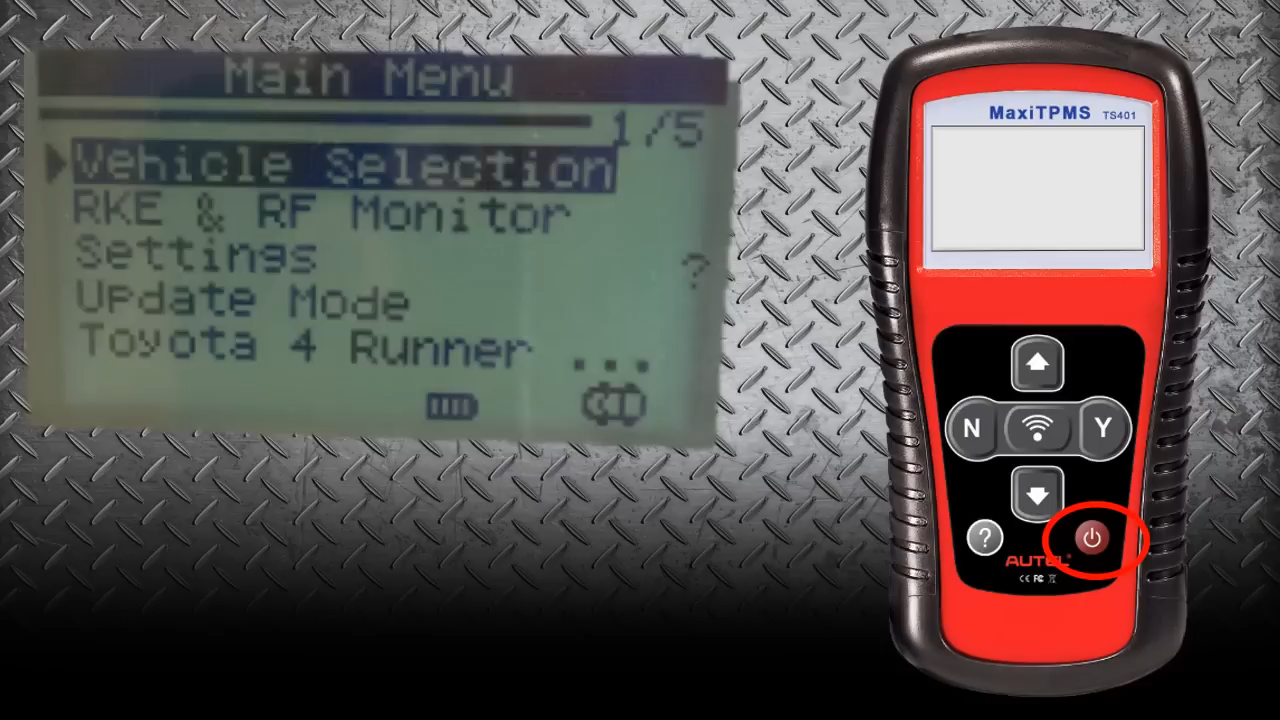 Main Menu
1/5
Vehicle Selection
RKE & RF Monitor
Settings
Update Mode
Toyota 4 Runner
?
MaxiTPMS TS401
N
Y
?
AUTEL®
CE FC